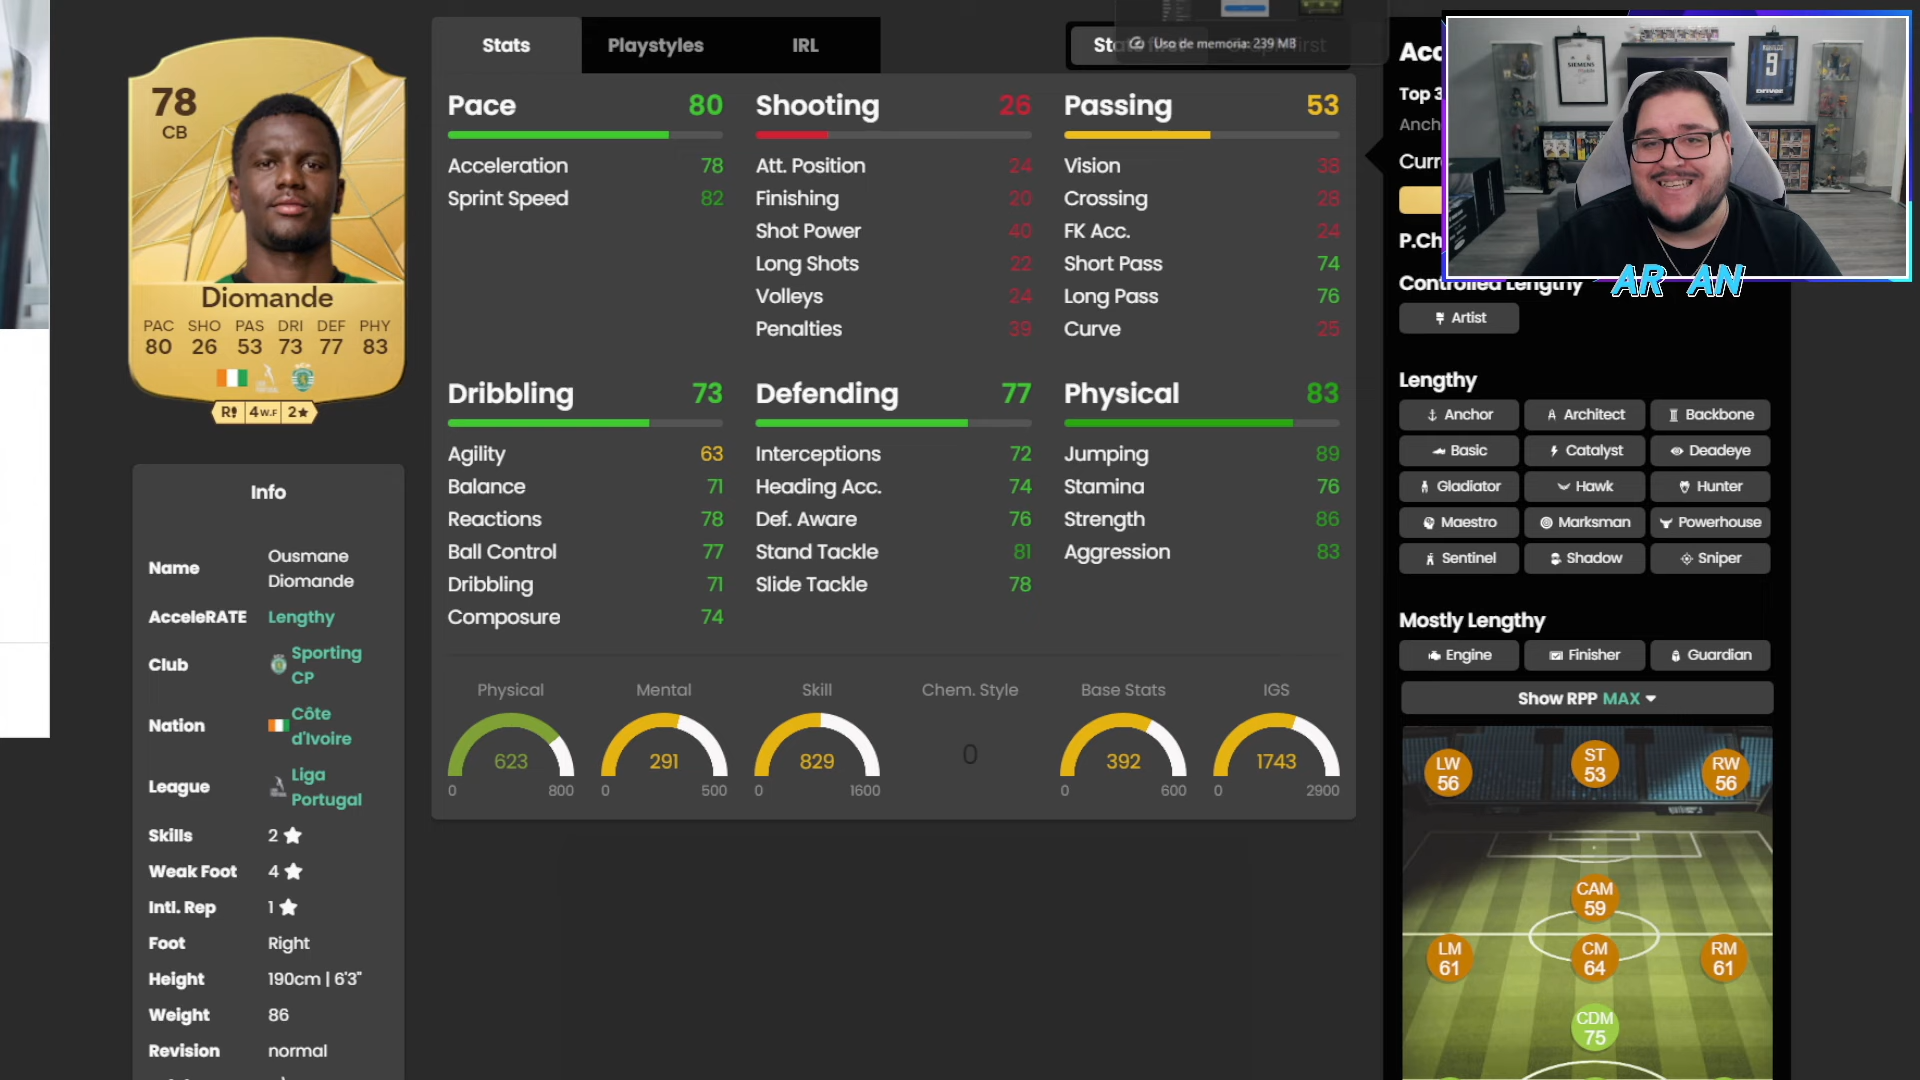 78
CB
Diomande
PAC SHO PAS DRI DEF PHY
80 26 53 73 77 83
R 4 W.F 2★
Info
Name Ousmane Diomande
AcceleRATE Lengthy
Club Sporting CP
Nation Côte d'Ivoire
League Liga Portugal
Skills 2 ★
Weak Foot 4 ★
Intl. Rep 1 ★
Foot Right
Height 190cm | 6'3"
Weight 86
Revision normal
Stats Playstyles IRL
Uso de memoria: 239 MB
Pace 80
Acceleration 78
Sprint Speed 82
Shooting 26
Att. Position 24
Finishing 20
Shot Power 40
Long Shots 22
Volleys 24
Penalties 39
Passing 53
Vision 38
Crossing 28
FK Acc. 24
Short Pass 74
Long Pass 76
Curve 25
Dribbling 73
Agility 63
Balance 71
Reactions 78
Ball Control 77
Dribbling 71
Composure 74
Defending 77
Interceptions 72
Heading Acc. 74
Def. Aware 76
Stand Tackle 81
Slide Tackle 78
Physical 83
Jumping 89
Stamina 76
Strength 86
Aggression 83
Physical Mental Skill Chem. Style Base Stats IGS
623 291 829 0 392 1743
0 800 0 500 0 1600 0 600 0 2900
Acc
Top 3
Anch
Curr
P.Ch
SIEMENS
9
AR AN
Controlled Lengthy
Artist
Lengthy
Anchor Architect Backbone
Basic Catalyst Deadeye
Gladiator Hawk Hunter
Maestro Marksman Powerhouse
Sentinel Shadow Sniper
Mostly Lengthy
Engine Finisher Guardian
Show RPP MAX
LW 56
ST 53
RW 56
CAM 59
LM 61
CM 64
RM 61
CDM 75